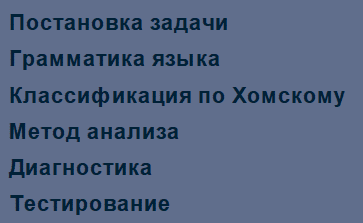 Постановка задачи
Грамматика языка
Классификация по Хомскому
Метод анализа
Диагностика
Тестирование